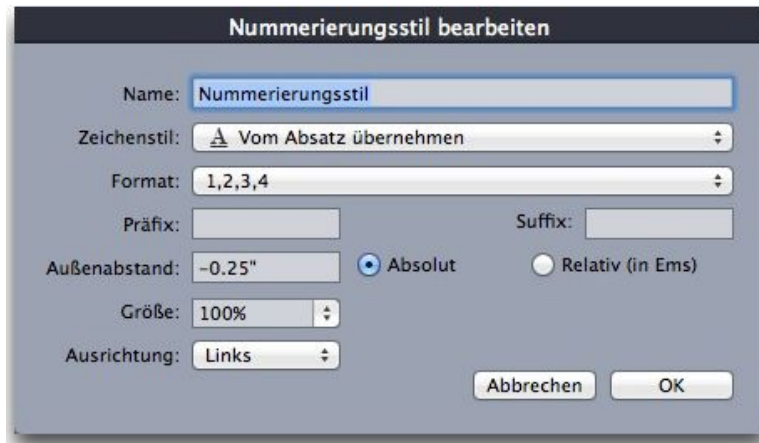 Nummerierungsstil bearbeiten
Name: Nummerierungsstil
Zeichenstil: A Vom Absatz übernehmen
Format: 1,2,3,4
Präfix: Suffix:
Außenabstand: -0.25" Absolut Relativ (in Ems)
Größe: 100%
Ausrichtung: Links
Abbrechen OK